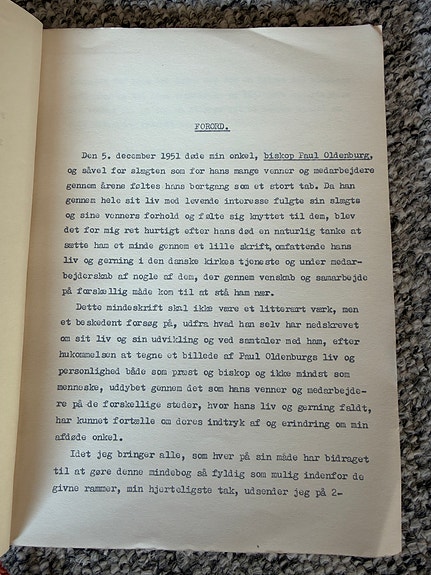 FORORD.
Den 5. december 1951 døde min onkel, biskop Paul Oldenburg,
og såvel for slægten som for hans mange venner og medarbejdere
gennem årene føltes hans bortgang som et stort tab. Da han
gennem hele sit liv med levende interesse fulgte sin slægts
og sine venners forhold og følte sig knyttet til dem, blev
det for mig ret hurtigt efter hans død en naturlig tanke at
sætte ham et minde gennem et lille skrift, omfattende hans
liv og gerning i den danske kirkes tjeneste og under medar-
bejderskab af nogle af dem, der gennem venskab og samarbejde
på forskellig måde kom til at stå ham nær.
Dette mindeskrift skal ikke være et litterært værk, men
et beskedent forsøg på, udfra hvad han selv har nedskrevet
om sit liv og sin udvikling og ved samtaler med ham, efter
hukommelsen at tegne et billede af Paul Oldenburgs liv og
personlighed både som præst og biskop og ikke mindst som
menneske, uddybet gennem det som hans venner og medarbejde-
re på de forskellige steder, hvor hans liv og gerning faldt,
har kunnet fortælle om deres indtryk af og erindring om min
afdøde onkel.
Idet jeg bringer alle, som hver på sin måde har bidraget
til at gøre denne mindebog så fyldig som mulig indenfor de
givne rammer, min hjerteligste tak, udsender jeg på 2-